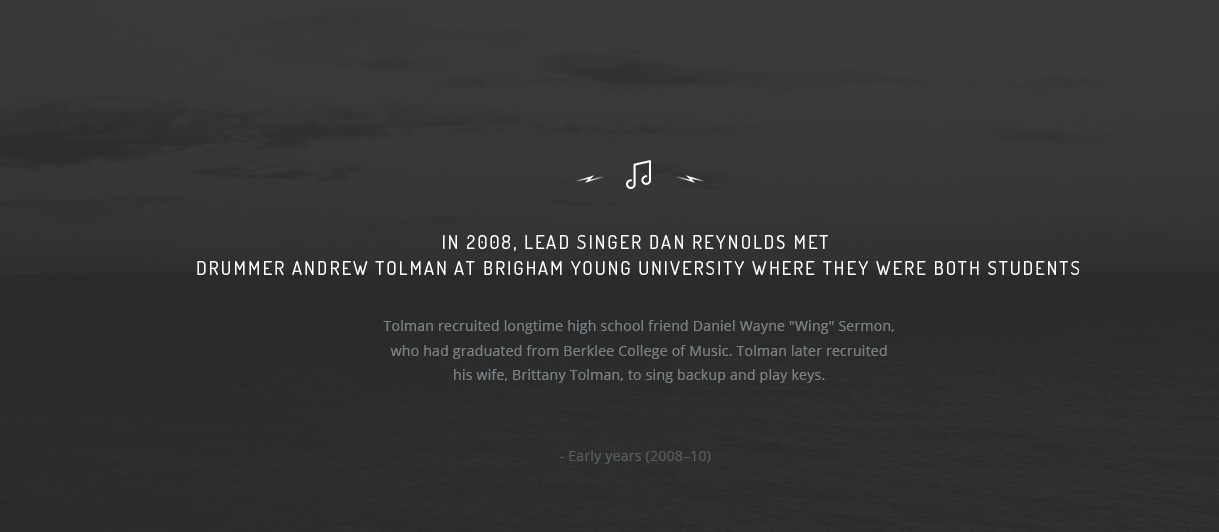 IN 2008, LEAD SINGER DAN REYNOLDS MET
DRUMMER ANDREW TOLMAN AT BRIGHAM YOUNG UNIVERSITY WHERE THEY WERE BOTH STUDENTS
Tolman recruited longtime high school friend Daniel Wayne "Wing" Sermon,
who had graduated from Berklee College of Music. Tolman later recruited
his wife, Brittany Tolman, to sing backup and play keys.
- Early years (2008–10)